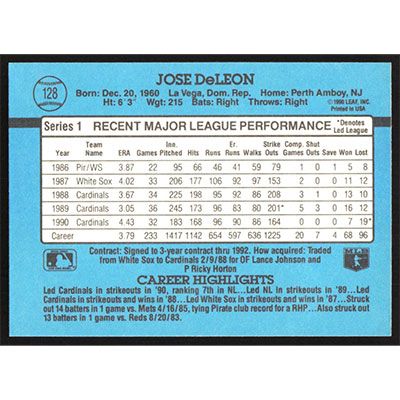 128
JOSE DeLEON
Born: Dec. 20, 1960 La Vega, Dom. Rep. Home: Perth Amboy, NJ
Ht: 6'3" Wgt: 215 Bats: Right Throws: Right
©1990 LEAF, INC.
Printed in USA
Series 1 RECENT MAJOR LEAGUE PERFORMANCE *Denotes Led League
Year Team Name ERA Games Inn. Pitched Hits Runs Er. Runs Walks Strike Outs Comp. Games Shut Outs Save Won Lost
1986 Pir/WS 3.87 22 95 66 46 41 59 79 1 0 1 5 8
1987 White Sox 4.02 33 206 177 106 92 97 153 2 0 0 11 12
1988 Cardinals 3.67 34 225 198 95 92 86 208 3 1 0 13 10
1989 Cardinals 3.05 36 245 173 96 83 80 201* 5 3 0 16 12
1990 Cardinals 4.43 32 183 168 96 90 86 164 0 0 0 7 19*
Career 3.79 233 1417 1223 654 597 636 1225 20 7 4 68 96
Contract: Signed to 3-year contract thru 1992. How acquired: Traded
from White Sox to Cardinals 2/9/88 for OF Lance Johnson and
P Ricky Horton
CAREER HIGHLIGHTS
Led Cardinals in strikeouts in '90, ranking 7th in NL...Led NL in strikeouts in '89...Led
Cardinals in strikeouts and wins in '88...Led White Sox in strikeouts and wins in '87...Struck
out 14 batters in 1 game vs. Mets 4/16/85, tying Pirate club record for a RHP...Also struck out
13 batters in 1 game vs. Reds 8/20/83.